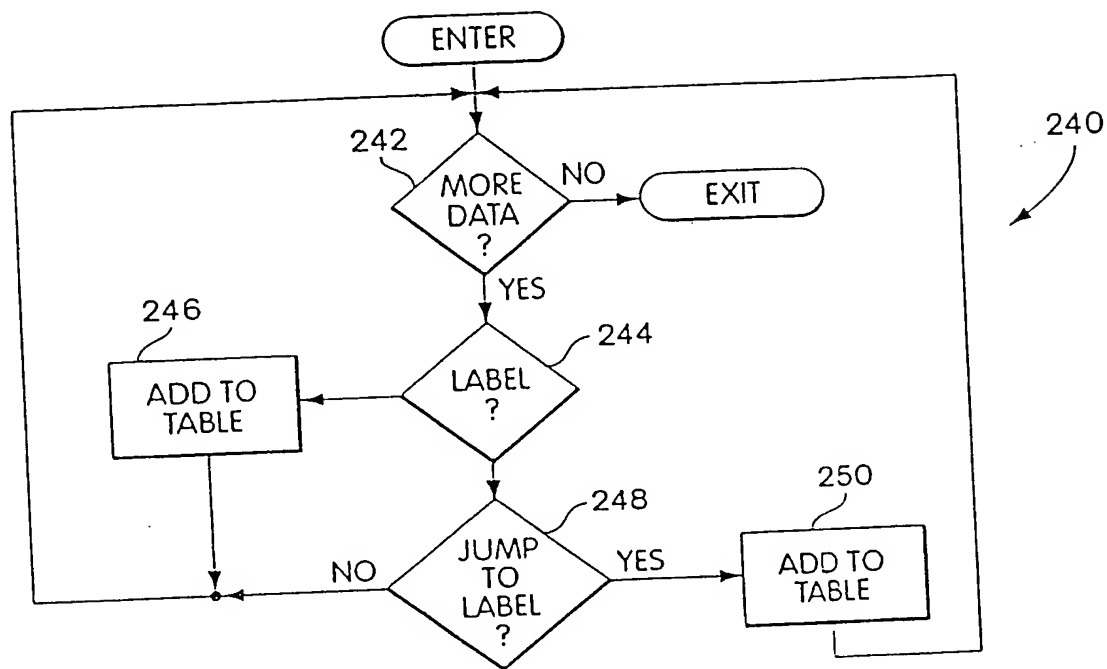 ENTER
240
242
MORE
DATA
?
NO
EXIT
YES
246
244
ADD TO
TABLE
LABEL
?
248
250
JUMP
TO
LABEL
?
NO
YES
ADD TO
TABLE